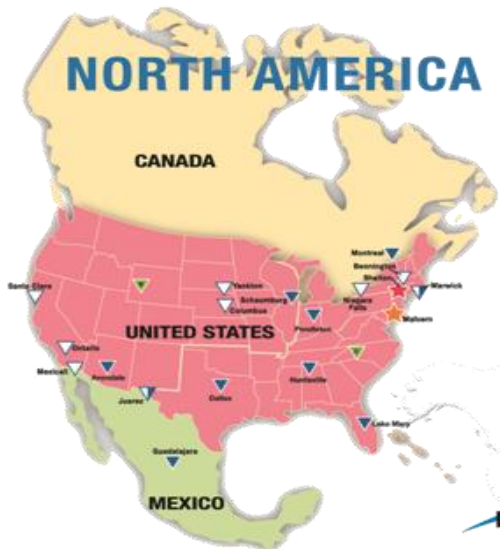 NORTH AMERICA
CANADA
Montreal
Bennington
Shelton
Warwick
Niagara
Falls
Malvern
Santa Clara
Yankton
Schaumburg
Columbus
Pendleton
UNITED STATES
Ontario
Mexicali
Avondale
Juarez
Dallas
Huntsville
Lake Mary
Guadalajara
MEXICO